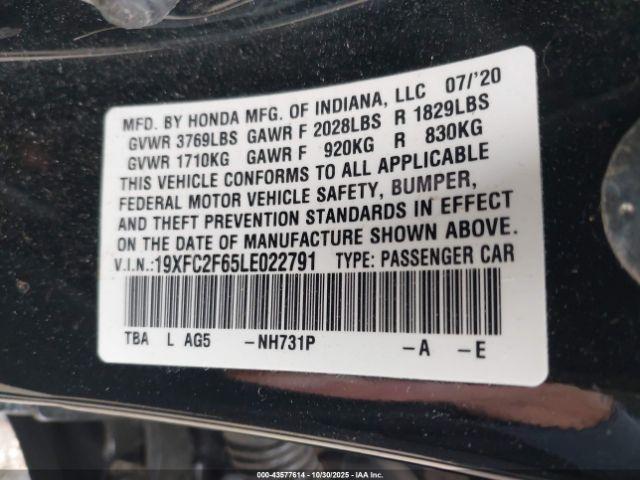 MFD. BY HONDA MFG. OF INDIANA, LLC 07/'20
GVWR 3769LBS GAWR F 2028LBS R 1829LBS
GVWR 1710KG GAWR F 920KG R 830KG
THIS VEHICLE CONFORMS TO ALL APPLICABLE
FEDERAL MOTOR VEHICLE SAFETY, BUMPER,
AND THEFT PREVENTION STANDARDS IN EFFECT
ON THE DATE OF MANUFACTURE SHOWN ABOVE.
V.I.N.:19XFC2F65LE022791 TYPE: PASSENGER CAR
TBA L AG5 -NH731P -A -E
000-43577614 - 10/30/2025 - IAA Inc.